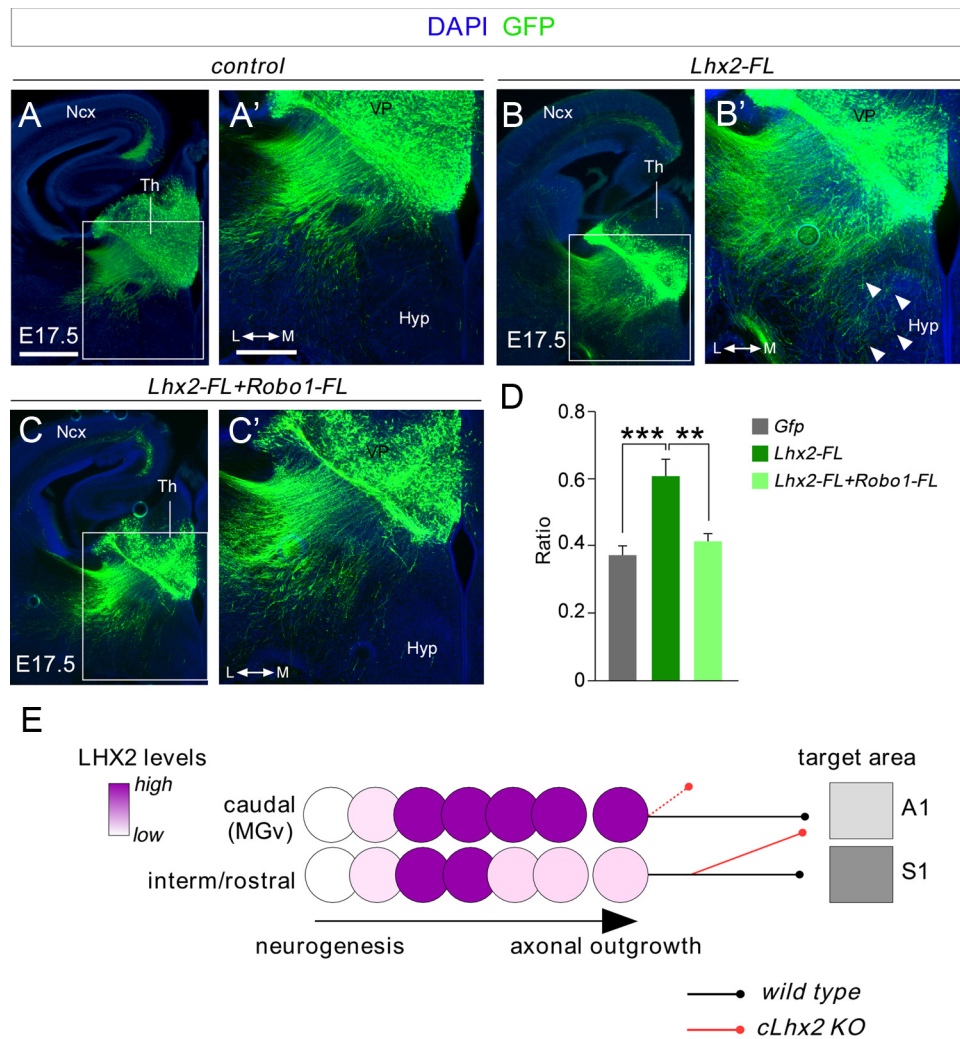 DAPI GFP
control
Lhx2-FL
A
Ncx
Th
E17.5
A'
VP
Hyp
L M
B
Ncx
Th
E17.5
B'
VP
Hyp
L M
Lhx2-FL+Robo1-FL
C
Ncx
Th
E17.5
C'
VP
Hyp
L M
D
0.8
0.6
0.4
0.2
0
Ratio
*** **
Gfp
Lhx2-FL
Lhx2-FL+Robo1-FL
E
LHX2 levels
high
low
caudal
(MGv)
interm/rostral
neurogenesis
axonal outgrowth
target area
A1
S1
wild type
cLhx2 KO